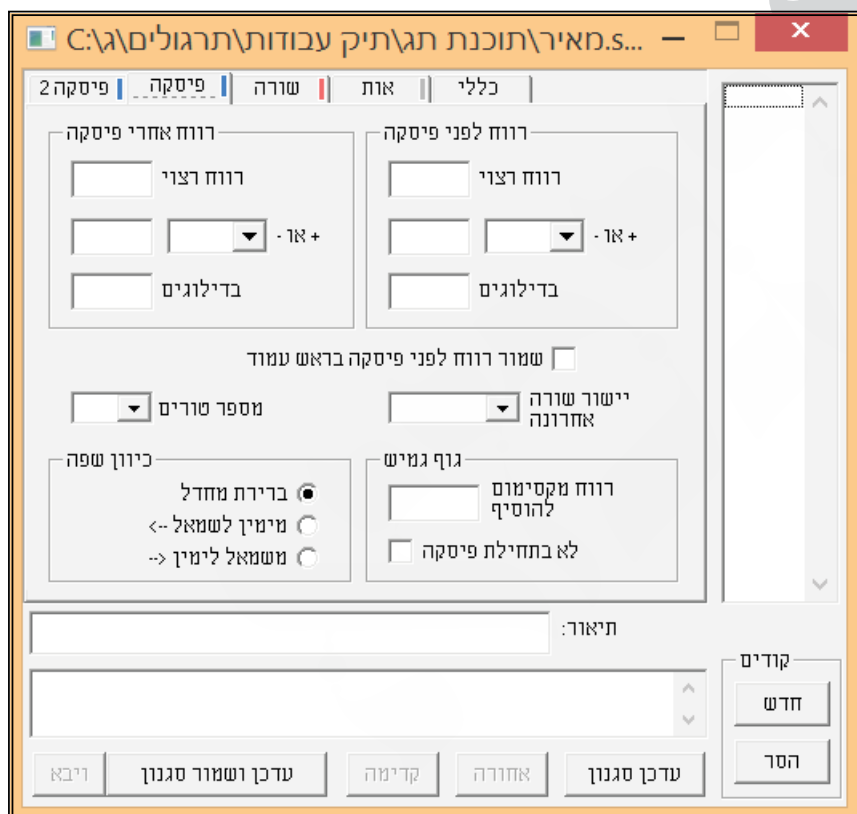 C:\מאיר\תוכנת תג\תיק עבודות\תרגולים\ג.s...
כללי
אות
שורה
פיסקה
פיסקה 2
רווח לפני פיסקה
רווח רצוי
+ או -
בדילוגים
רווח אחרי פיסקה
רווח רצוי
+ או -
בדילוגים
שמור רווח לפני פיסקה בראש עמוד
יישור שורה
אחרונה
מספר טורים
גוף גמיש
רווח מקסימום
להוסיף
לא בתחילת פיסקה
כיוון שפה
ברירת מחדל
מימין לשמאל <--
משמאל לימין -->
תיאור:
קודים
חדש
הסר
עדכן סגנון
אחורה
קדימה
עדכן ושמור סגנון
ויבא